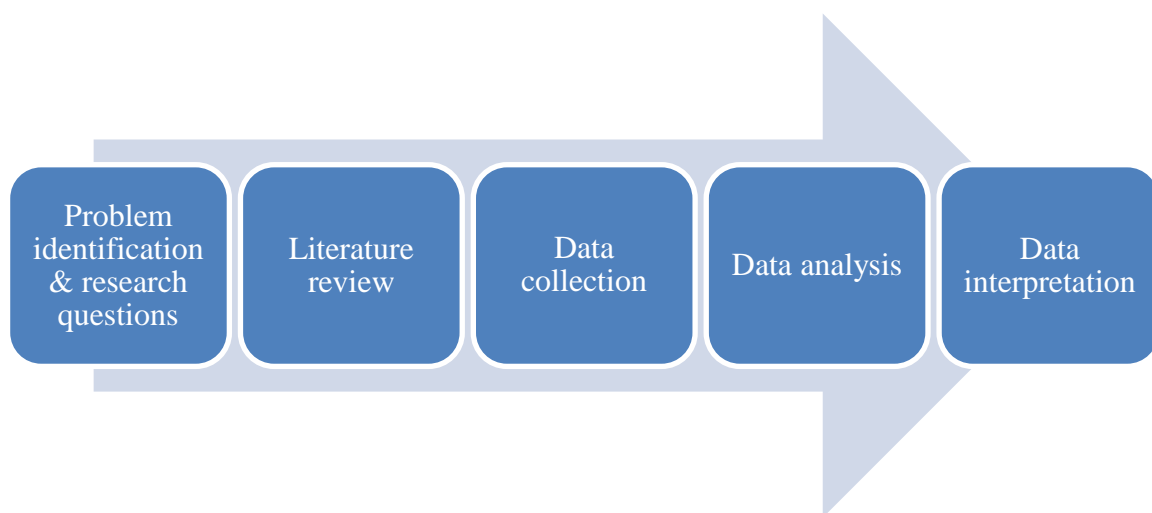 Problem
identification
& research
questions
Literature
review
Data
collection
Data analysis
Data
interpretation